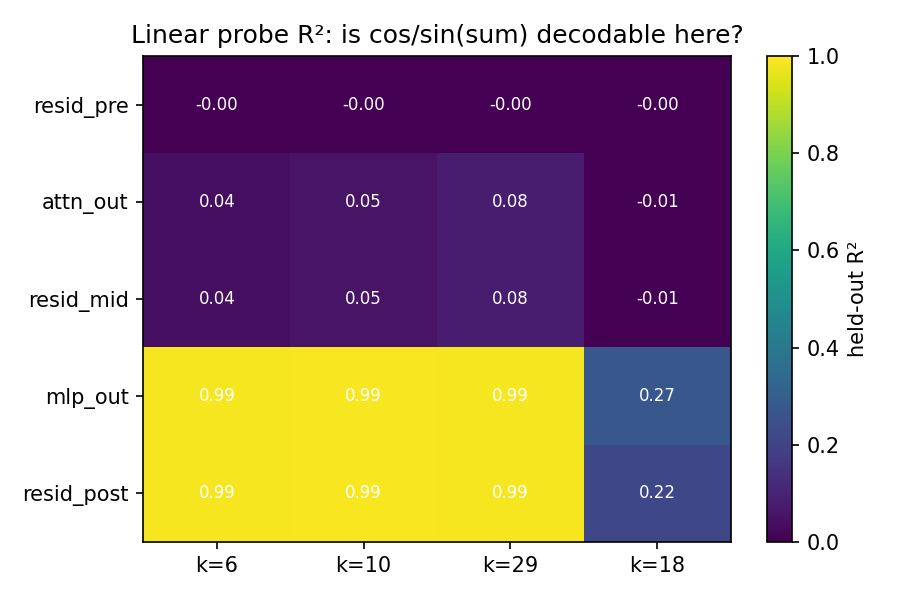 Linear probe R²: is cos/sin(sum) decodable here?
resid_pre -0.00 -0.00 -0.00 -0.00
attn_out 0.04 0.05 0.08 -0.01
resid_mid 0.04 0.05 0.08 -0.01
mlp_out 0.99 0.99 0.99 0.27
resid_post 0.99 0.99 0.99 0.22
k=6 k=10 k=29 k=18
1.0
0.8
0.6
0.4
0.2
0.0
held-out R²